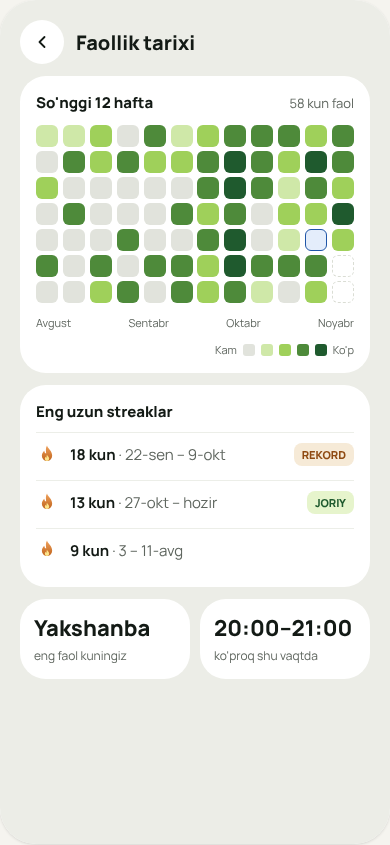 Faollik tarixi
So'nggi 12 hafta
58 kun faol
Avgust Sentabr Oktabr Noyabr
Kam Ko'p
Eng uzun streaklar
18 kun · 22-sen – 9-okt REKORD
13 kun · 27-okt – hozir JORIY
9 kun · 3 – 11-avg
Yakshanba
eng faol kuningiz
20:00–21:00
ko'proq shu vaqtda